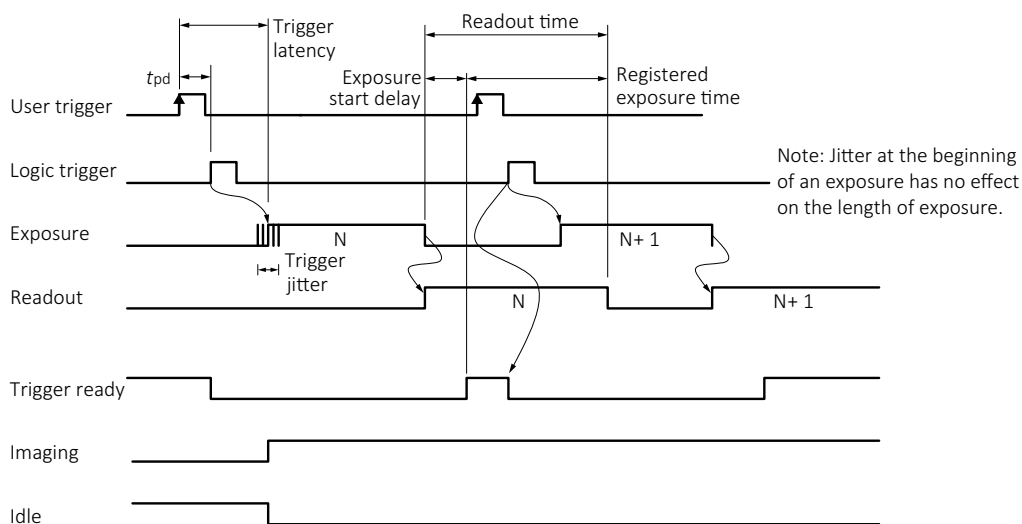 Readout time
Trigger
latency
tpd
Exposure
start delay
Registered
exposure time
User trigger
Logic trigger
Note: Jitter at the beginning
of an exposure has no effect
on the length of exposure.
Exposure
N
N+ 1
Trigger
jitter
Readout
N
N+ 1
Trigger ready
Imaging
Idle